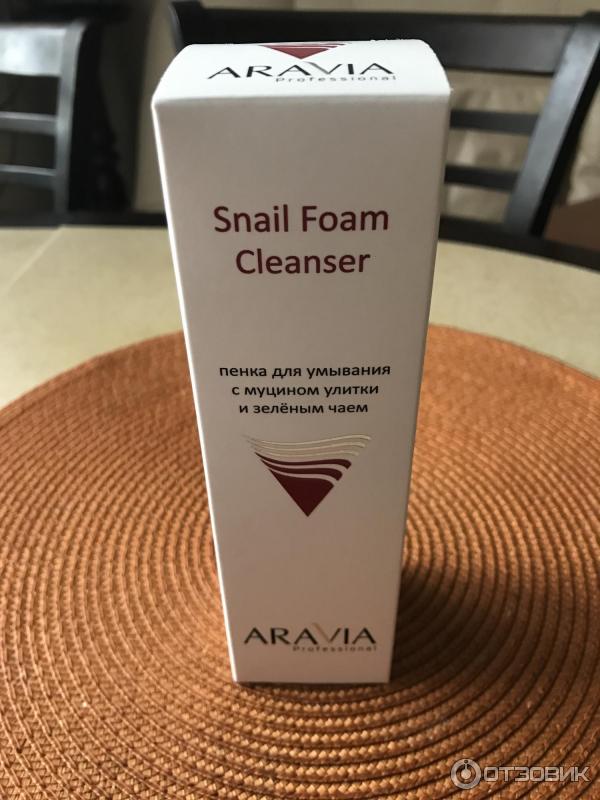 ARAVIA
Professional
Snail Foam
Cleanser
пенка для умывания
с муцином улитки
и зелёным чаем
ARAVIA
Professional
ОТЗОВИК